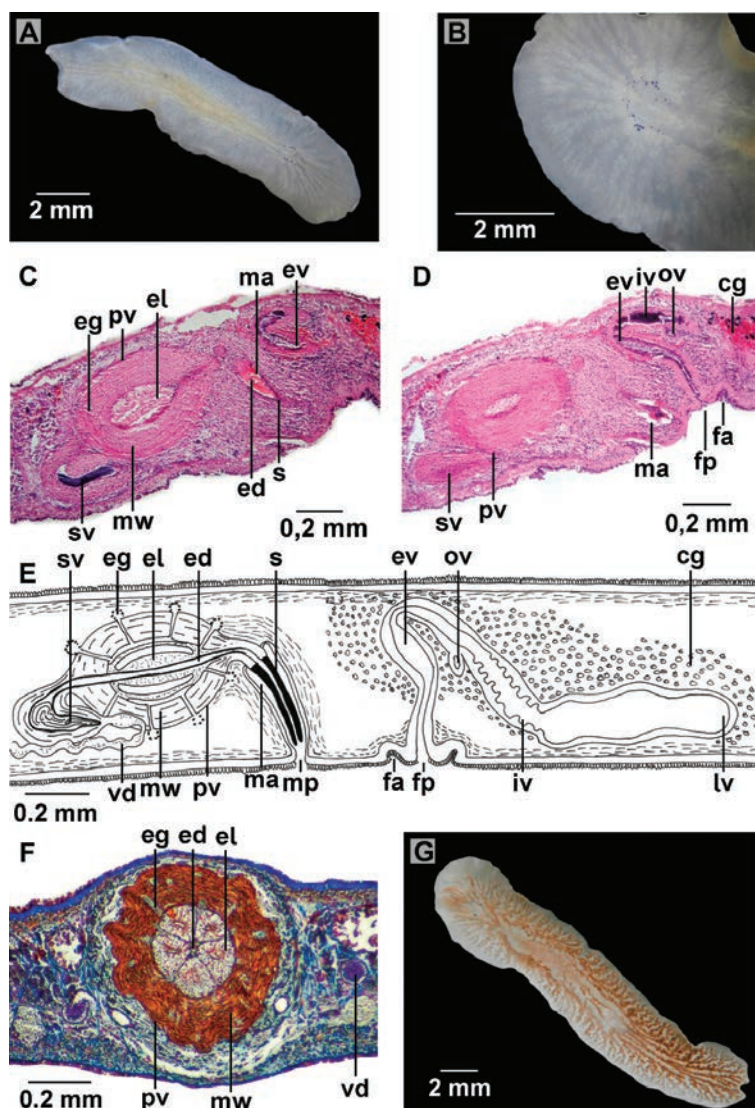 A
2 mm
B
2 mm
C
eg pv el ma ev
sv mw ed s
0,2 mm
D
ev iv ov cg
sv pv ma fp fa
0,2 mm
E
sv eg el ed s ev ov cg
0.2 mm
vd mw pv ma mp fa fp iv lv
F
eg ed el
0.2 mm
pv mw vd
G
2 mm